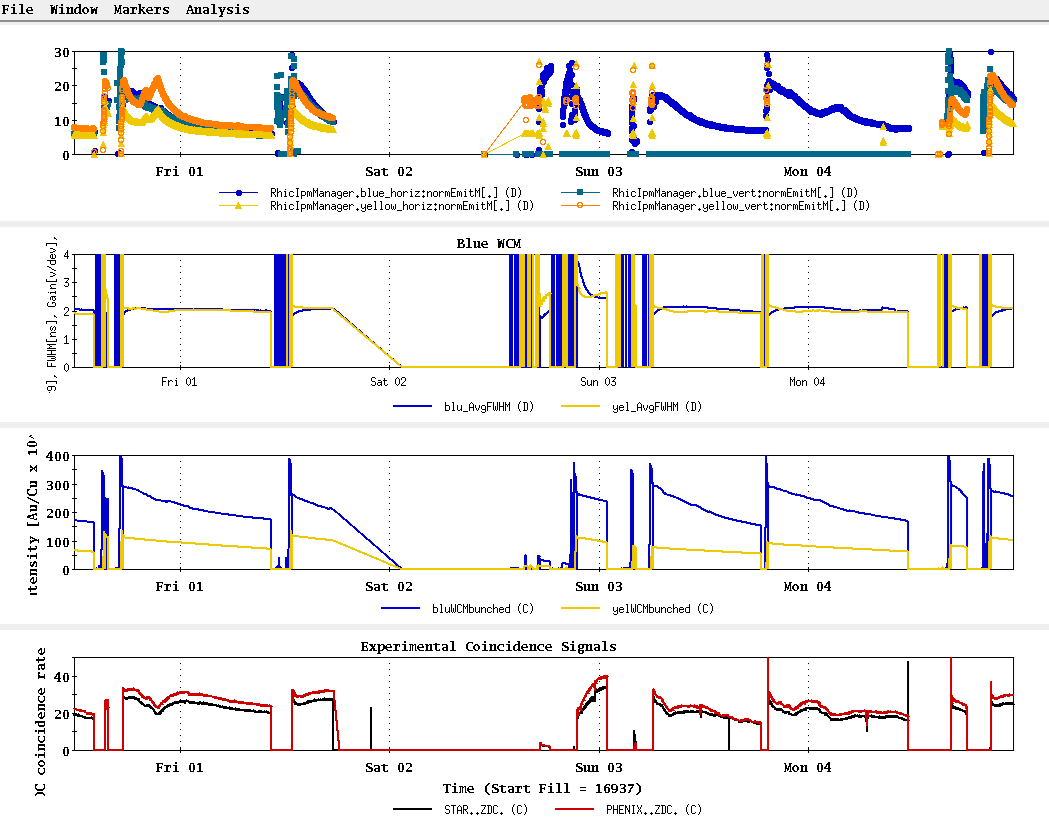 File Window Markers Analysis
30
20
10
0
Fri 01 Sat 02 Sun 03 Mon 04
RhicIpmManager.blue_horiz:normEmitM[.] (D) RhicIpmManager.blue_vert:normEmitM[.] (D)
RhicIpmManager.yellow_horiz:normEmitM[.] (D) RhicIpmManager.yellow_vert:normEmitM[.] (D)
Blue WCM
9], FWHM[ns], Gain[v/dev],
4
3
2
1
0
Fri 01 Sat 02 Sun 03 Mon 04
blu_AvgFWHM (D) yel_AvgFWHM (D)
ntensity [Au/Cu x 10^
400
300
200
100
0
Fri 01 Sat 02 Sun 03 Mon 04
bluWCMbunched (C) yelWCMbunched (C)
Experimental Coincidence Signals
coincidence rate
40
20
0
Fri 01 Sat 02 Sun 03 Mon 04
Time (Start Fill = 16937)
STAR..ZDC. (C) PHENIX..ZDC. (C)